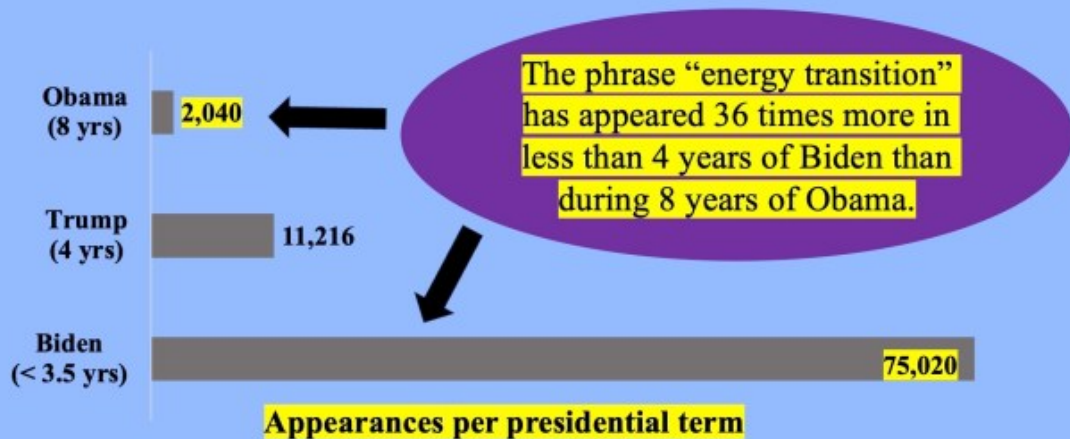 The phrase “energy transition”
has appeared 36 times more in
less than 4 years of Biden than
during 8 years of Obama.
Obama
(8 yrs)
2,040
Trump
(4 yrs)
11,216
Biden
(< 3.5 yrs)
75,020
Appearances per presidential term